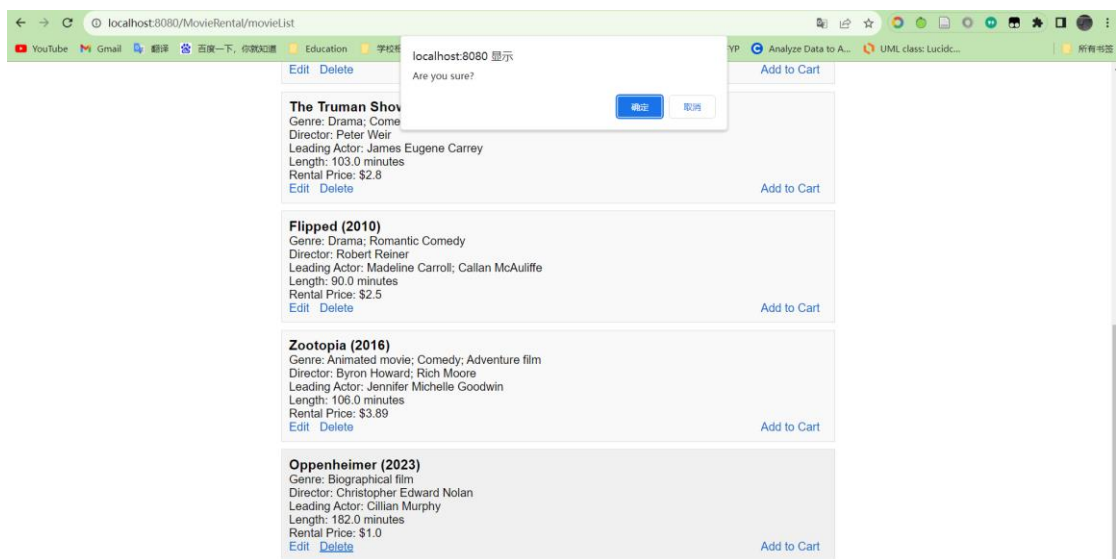 localhost:8080/MovieRental/movieList
YouTube Gmail 翻译 百度一下，你就知道 Education YP Analyze Data to A... UML class: Lucidc... 所有书签
localhost:8080 显示
Are you sure?
确定 取消
Edit Delete Add to Cart
The Truman Show
Genre: Drama; Come
Director: Peter Weir
Leading Actor: James Eugene Carrey
Length: 103.0 minutes
Rental Price: $2.8
Edit Delete Add to Cart
Flipped (2010)
Genre: Drama; Romantic Comedy
Director: Robert Reiner
Leading Actor: Madeline Carroll; Callan McAuliffe
Length: 90.0 minutes
Rental Price: $2.5
Edit Delete Add to Cart
Zootopia (2016)
Genre: Animated movie; Comedy; Adventure film
Director: Byron Howard; Rich Moore
Leading Actor: Jennifer Michelle Goodwin
Length: 106.0 minutes
Rental Price: $3.89
Edit Delete Add to Cart
Oppenheimer (2023)
Genre: Biographical film
Director: Christopher Edward Nolan
Leading Actor: Cillian Murphy
Length: 182.0 minutes
Rental Price: $1.0
Edit Delete Add to Cart